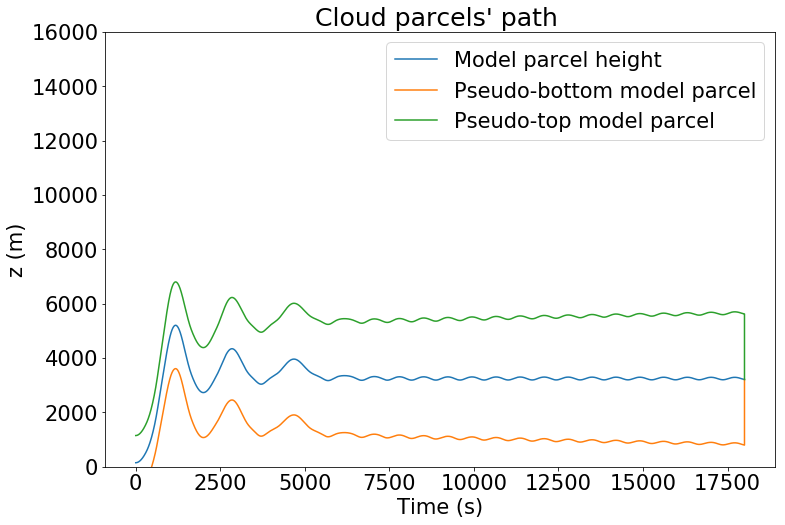 Cloud parcels' path
16000
14000
12000
10000
8000
6000
4000
2000
0
z (m)
Model parcel height
Pseudo-bottom model parcel
Pseudo-top model parcel
0 2500 5000 7500 10000 12500 15000 17500
Time (s)